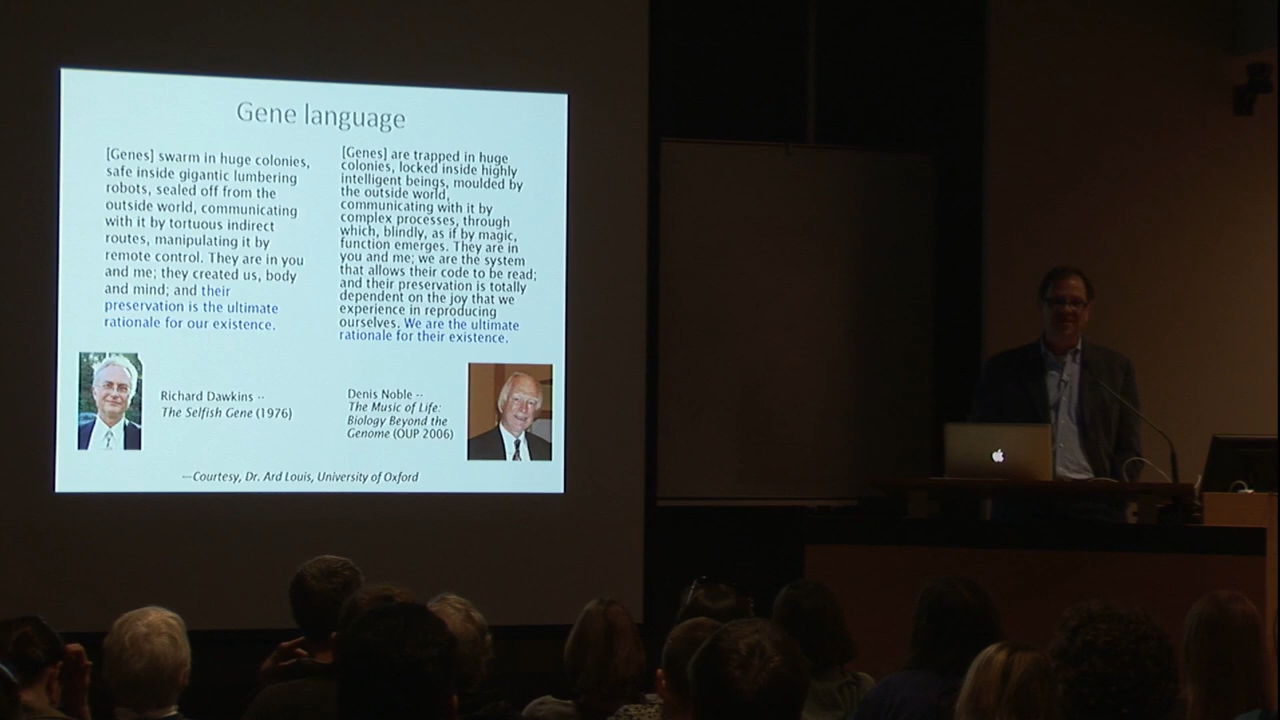 Gene language
[Genes] swarm in huge colonies,
safe inside gigantic lumbering
robots, sealed off from the
outside world, communicating
with it by tortuous indirect
routes, manipulating it by
remote control. They are in you
and me; they created us, body
and mind; and their
preservation is the ultimate
rationale for our existence.
[Genes] are trapped in huge
colonies, locked inside highly
intelligent beings, moulded by
the outside world,
communicating with it by
complex processes, through
which, blindly, as if by magic,
function emerges. They are in
you and me; we are the system
that allows their code to be read;
and their preservation is totally
dependent on the joy that we
experience in reproducing
ourselves. We are the ultimate
rationale for their existence.
Richard Dawkins --
The Selfish Gene (1976)
Denis Noble --
The Music of Life:
Biology Beyond the
Genome (OUP 2006)
—Courtesy, Dr. Ard Louis, University of Oxford